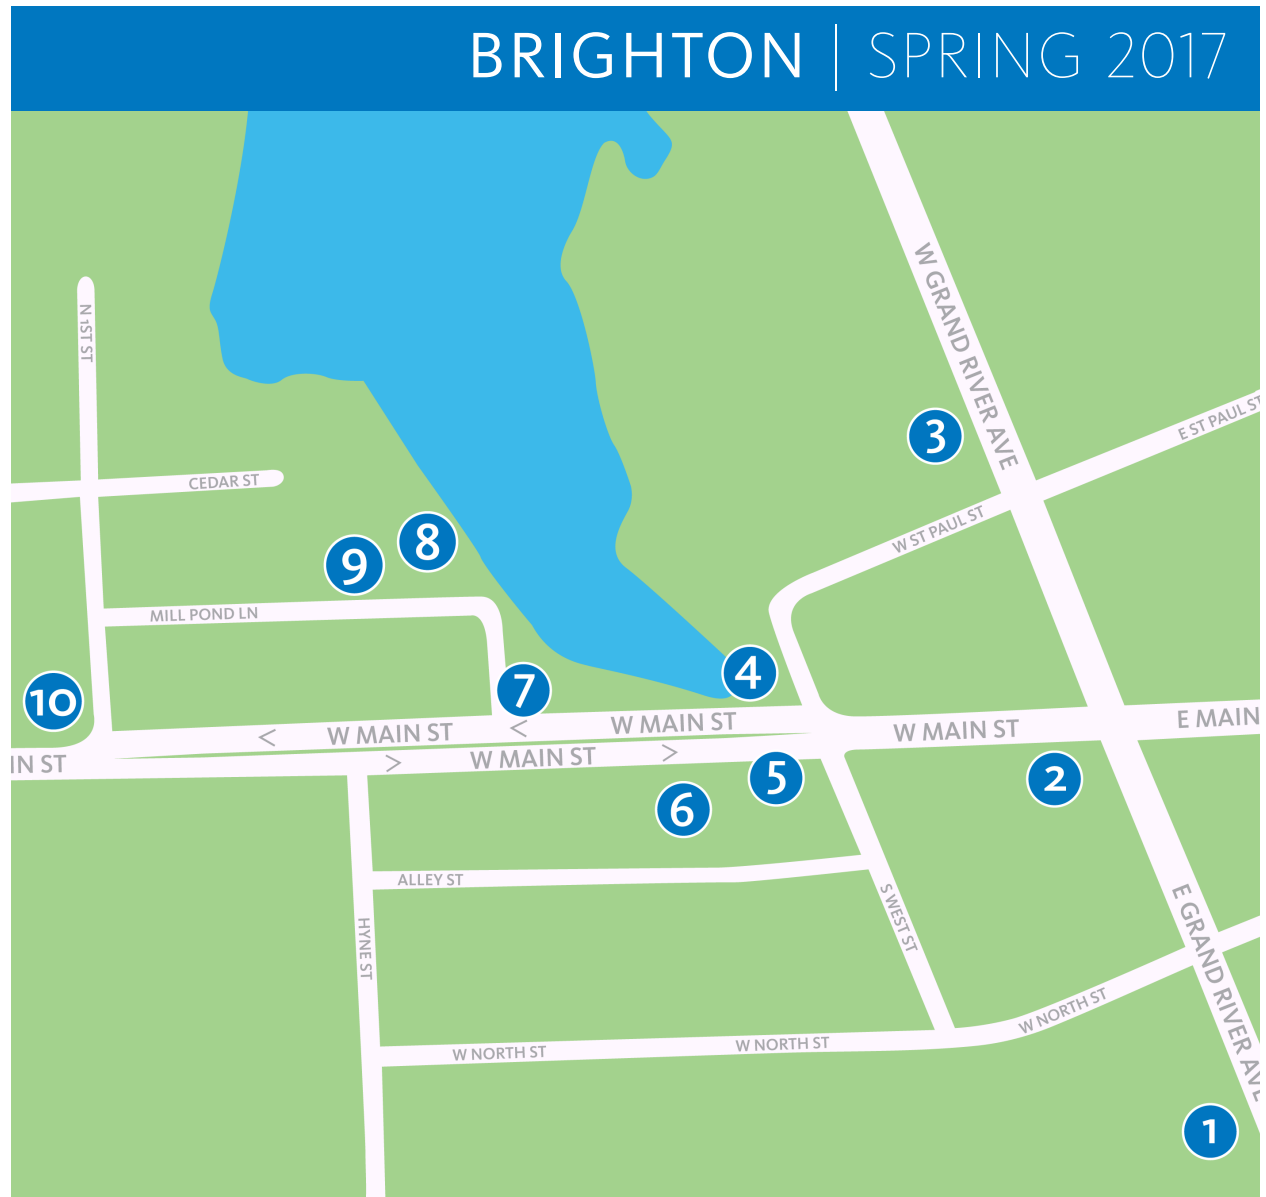 BRIGHTON | SPRING 2017
W GRAND RIVER AVE
N 1ST ST
E ST PAUL ST
3
CEDAR ST
W ST PAUL ST
8
9
MILL POND LN
4
7
10
W MAIN ST
<
W MAIN ST
<
W MAIN ST
E MAIN
IN ST
>
W MAIN ST
>
5
2
6
ALLEY ST
S WEST ST
E GRAND RIVER AVE
HYNE ST
W NORTH ST
W NORTH ST
W NORTH ST
1